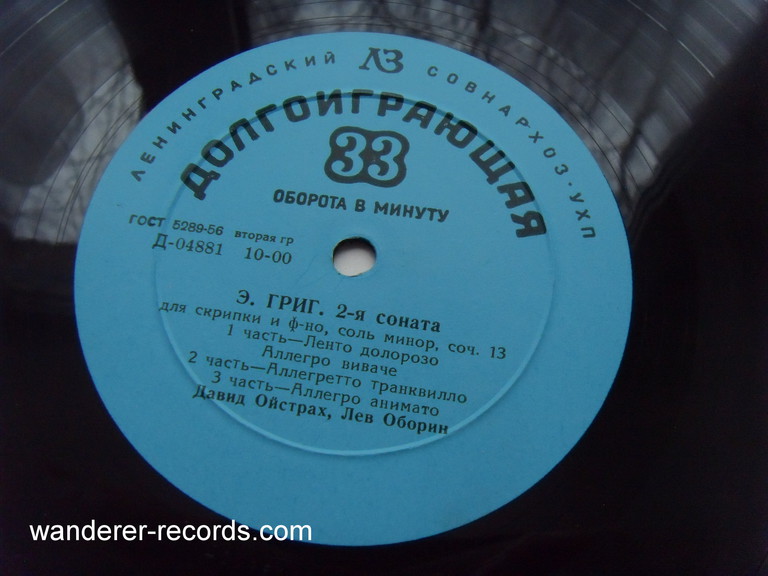 ЛЕНИНГРАДСКИЙ ЛЗ СОВНАРХОЗ·УХП
ДОЛГОИГРАЮЩАЯ
33
ОБОРОТА В МИНУТУ
ГОСТ 5289-56 вторая гр
Д-04881 10-00
Э. ГРИГ. 2-я соната
для скрипки и ф-но, соль минор, соч. 13
1 часть—Ленто долорозо
Аллегро виваче
2 часть—Аллегретто транквилло
3 часть—Аллегро анимато
Давид Ойстрах, Лев Оборин
wanderer-records.com